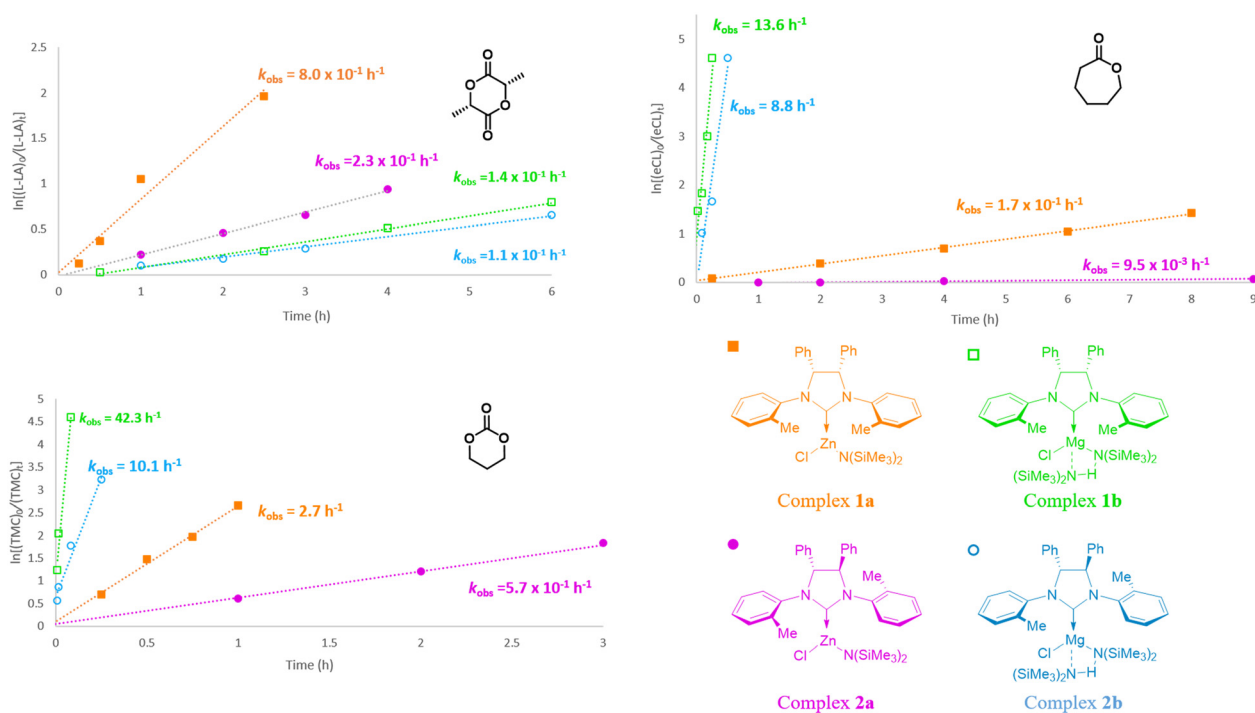 2.5
2
1.5
1
0.5
0
0
1
2
3
4
5
6
ln[(L-LA)₀/(L-LA)ₜ]
Time (h)
k_obs = 8.0 x 10⁻¹ h⁻¹
k_obs =2.3 x 10⁻¹ h⁻¹
k_obs =1.4 x 10⁻¹ h⁻¹
k_obs =1.1 x 10⁻¹ h⁻¹
O
O
O
O
5
4
3
2
1
0
0
1
2
3
4
5
6
7
8
9
ln[(eCL)₀/(eCL)ₜ]
Time (h)
k_obs = 13.6 h⁻¹
k_obs = 8.8 h⁻¹
k_obs = 1.7 x 10⁻¹ h⁻¹
k_obs = 9.5 x 10⁻³ h⁻¹
O
O
5
4.5
4
3.5
3
2.5
2
1.5
1
0.5
0
0
0.5
1
1.5
2
2.5
3
ln[(TMC)₀/(TMC)ₜ]
Time (h)
k_obs = 42.3 h⁻¹
k_obs = 10.1 h⁻¹
k_obs = 2.7 h⁻¹
k_obs =5.7 x 10⁻¹ h⁻¹
O
O
O
Ph Ph
N N
Me Me
Zn
Cl N(SiMe₃)₂
Complex 1a
Ph Ph
N N
Me Me
Mg
Cl N(SiMe₃)₂
(SiMe₃)₂N H
Complex 1b
Ph Ph
Me
N N
Me
Zn
Cl N(SiMe₃)₂
Complex 2a
Ph Ph
Me
N N
Me
Mg
Cl N(SiMe₃)₂
(SiMe₃)₂N H
Complex 2b